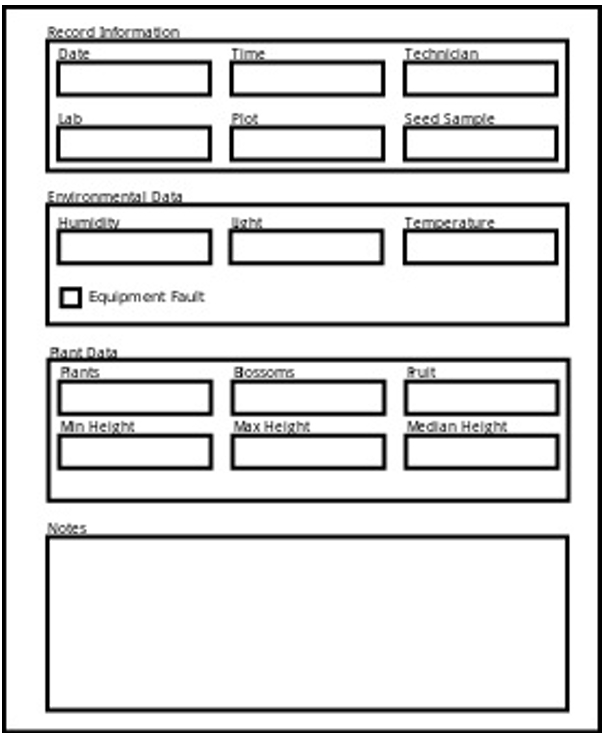 Record Information
Date Time Technician
Lab Plot Seed Sample
Environmental Data
Humidity light Temperature
Equipment Fault
Plant Data
Plants Blossoms Fruit
Min Height Max Height Median Height
Notes